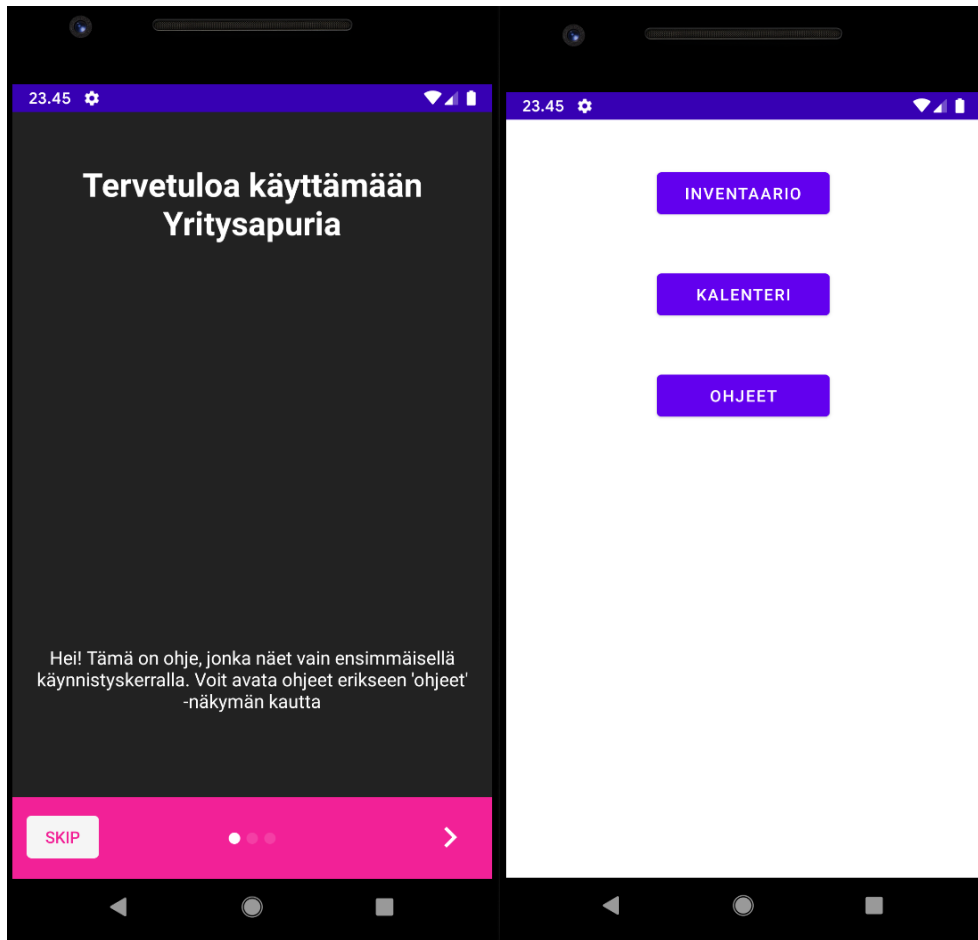 23.45
Tervetuloa käyttämään
Yritysapuria
Hei! Tämä on ohje, jonka näet vain ensimmäisellä
käynnistyskerralla. Voit avata ohjeet erikseen 'ohjeet'
-näkymän kautta
SKIP
23.45
INVENTAARIO
KALENTERI
OHJEET